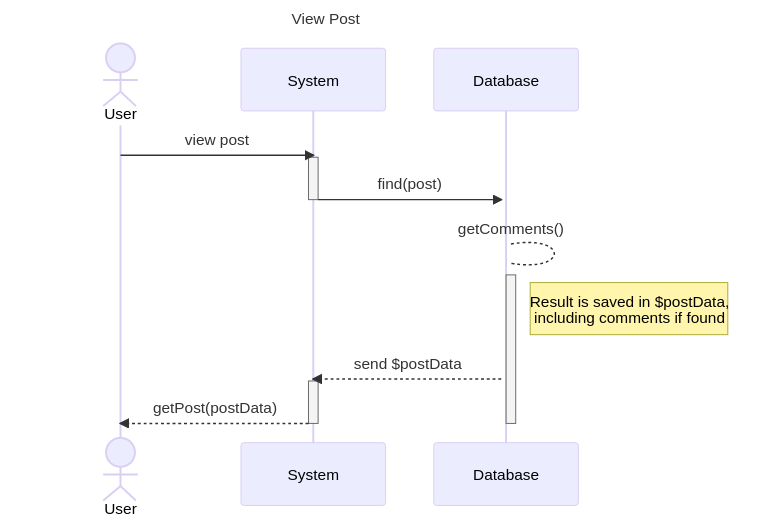 View Post
User
System
Database
view post
find(post)
getComments()
Result is saved in $postData,
including comments if found
send $postData
getPost(postData)
User
System
Database